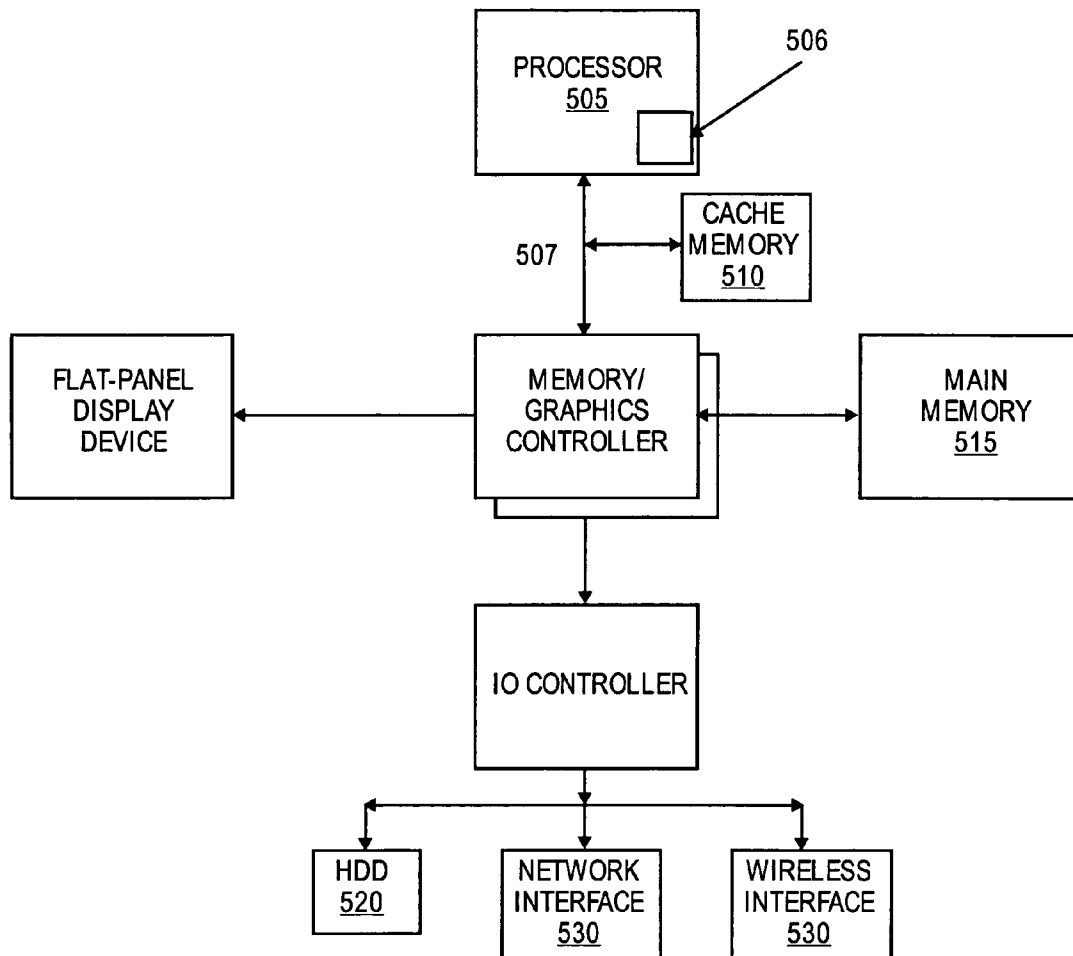 506
PROCESSOR
505
CACHE
MEMORY
510
507
FLAT-PANEL
DISPLAY
DEVICE
MEMORY/
GRAPHICS
CONTROLLER
MAIN
MEMORY
515
IO CONTROLLER
HDD
520
NETWORK
INTERFACE
530
WIRELESS
INTERFACE
530